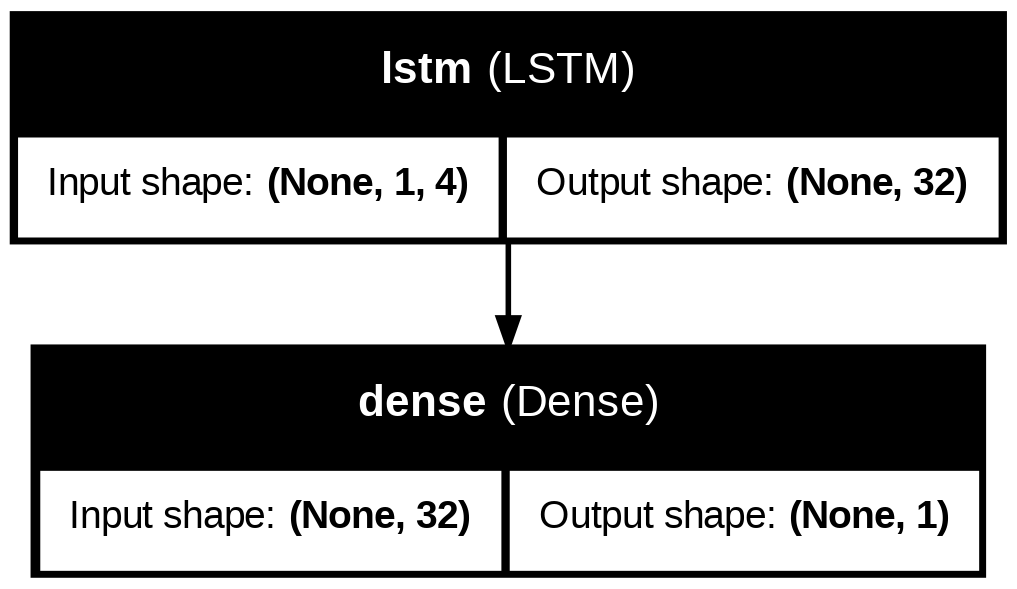 lstm (LSTM)
Input shape: (None, 1, 4)
Output shape: (None, 32)
dense (Dense)
Input shape: (None, 32)
Output shape: (None, 1)